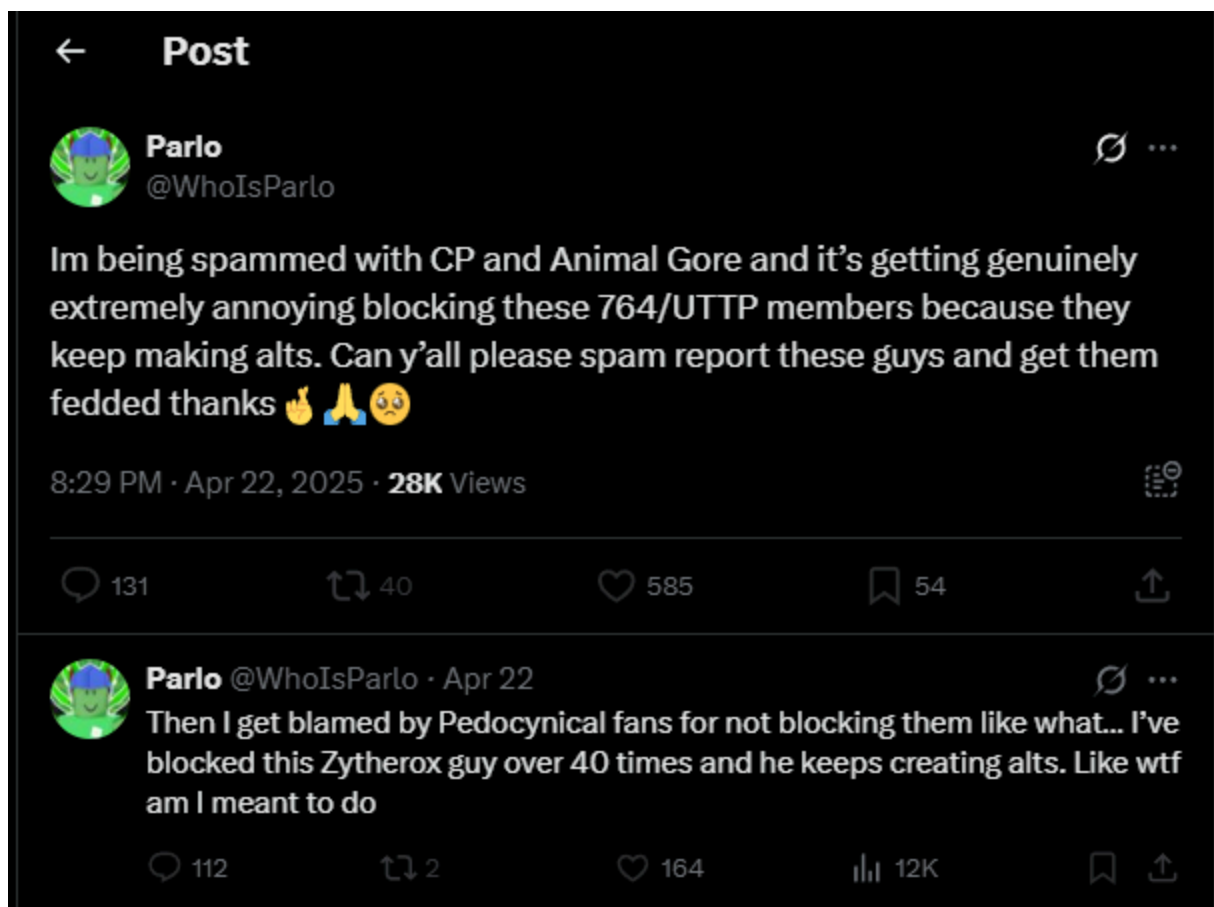 Post
Parlo
@WhoIsParlo
Im being spammed with CP and Animal Gore and it's getting genuinely
extremely annoying blocking these 764/UTTP members because they
keep making alts. Can y'all please spam report these guys and get them
fedded thanks🤞🙏🥺
8:29 PM · Apr 22, 2025 · 28K Views
131 40 585 54
Parlo @WhoIsParlo · Apr 22
Then I get blamed by Pedocynical fans for not blocking them like what... I've
blocked this Zytherox guy over 40 times and he keeps creating alts. Like wtf
am I meant to do
112 2 164 12K